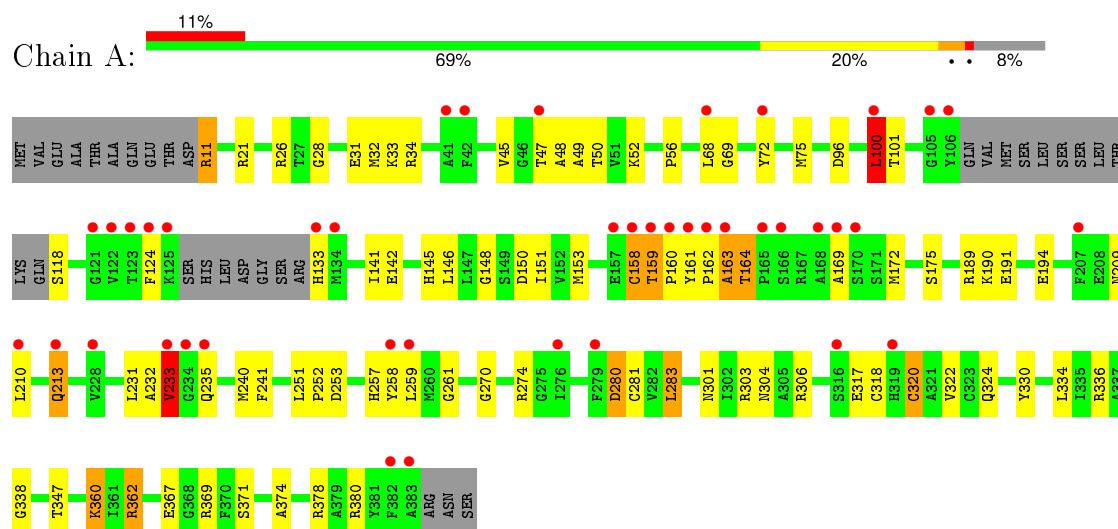 11%
Chain A:
69% 20% • • 8%
MET VAL GLU ALA THR ALA GLN GLU THR ASP R11 R21 R26 T27 G28 E31 M32 K33 R34 A41 F42 V45 G46 T47 A48 A49 T50 V51 K52 P56 L68 G69 Y72 M75 D96 L100 T101 G105 Y106 GLN VAL MET SER LEU SER SER LEU THR
LYS GLN S118 G121 V122 T123 F124 K125 SER HIS LEU ASP GLY SER ARG H133 M134 I141 E142 H145 L146 L147 G148 S149 D150 I151 V152 M153 E157 C158 T159 P160 Y161 P162 A163 T164 P165 S166 R167 A168 A169 S170 S171 M172 S175 R189 K190 E191 E194 F207 E208 N209
L210 Q213 V228 L231 A232 V233 G234 Q235 M240 F241 L251 P252 D253 H257 Y258 L259 M260 G261 G270 R274 G275 I276 F279 D280 C281 V282 L283 N301 I302 R303 N304 A305 R306 S316 E317 C318 H319 C320 A321 V322 C323 Q324 Y330 L334 I335 R336 A337
G338 T347 K360 I361 R362 E367 G368 R369 F370 S371 A374 R378 A379 R380 Y381 F382 A383 ARG ASN SER